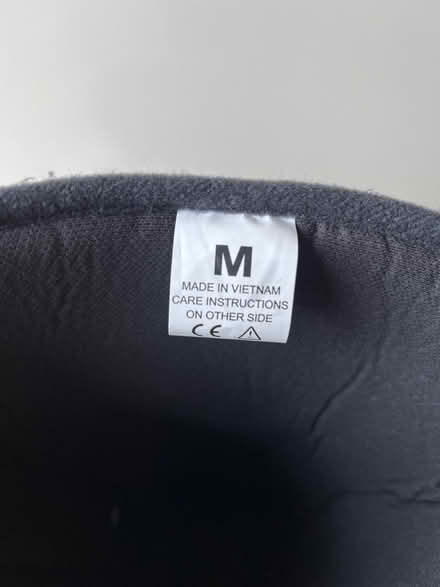 M
MADE IN VIETNAM
CARE INSTRUCTIONS
ON OTHER SIDE
CE